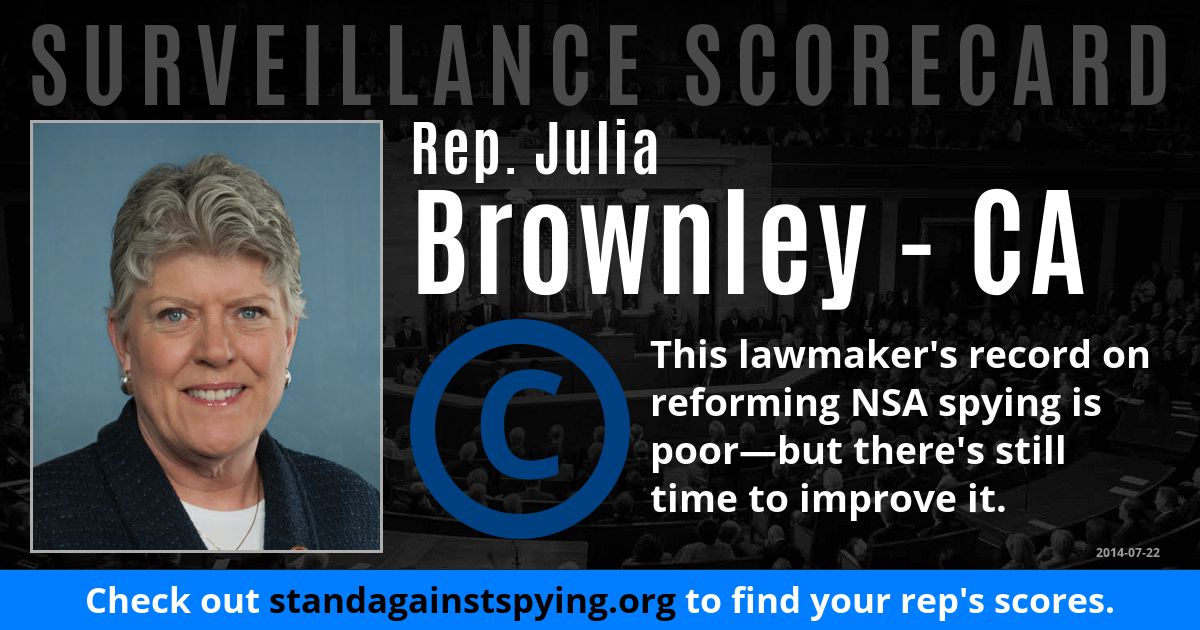 SURVEILLANCE SCORECARD
Rep. Julia
Brownley - CA
C
This lawmaker's record on
reforming NSA spying is
poor—but there's still
time to improve it.
2014-07-22
Check out standagainstspying.org to find your rep's scores.